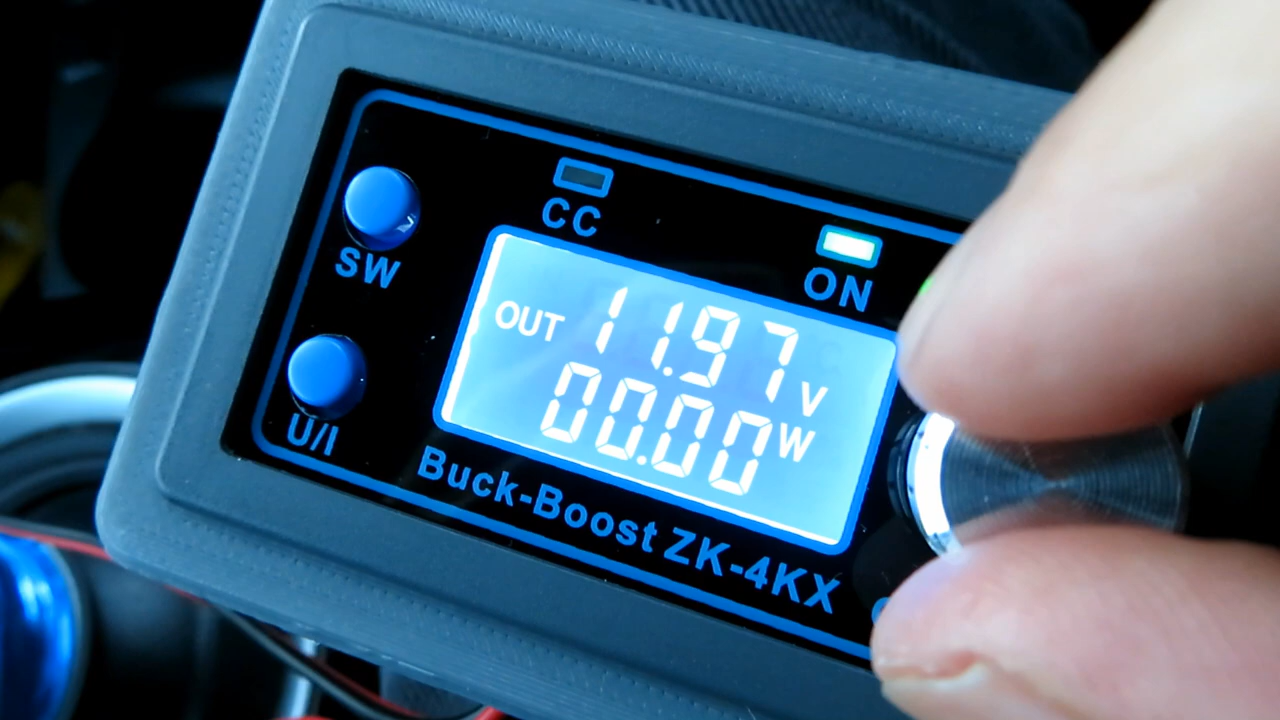 CC
ON
SW
OUT 11.97 V
00.00 W
U/I
Buck-Boost ZK-4KX